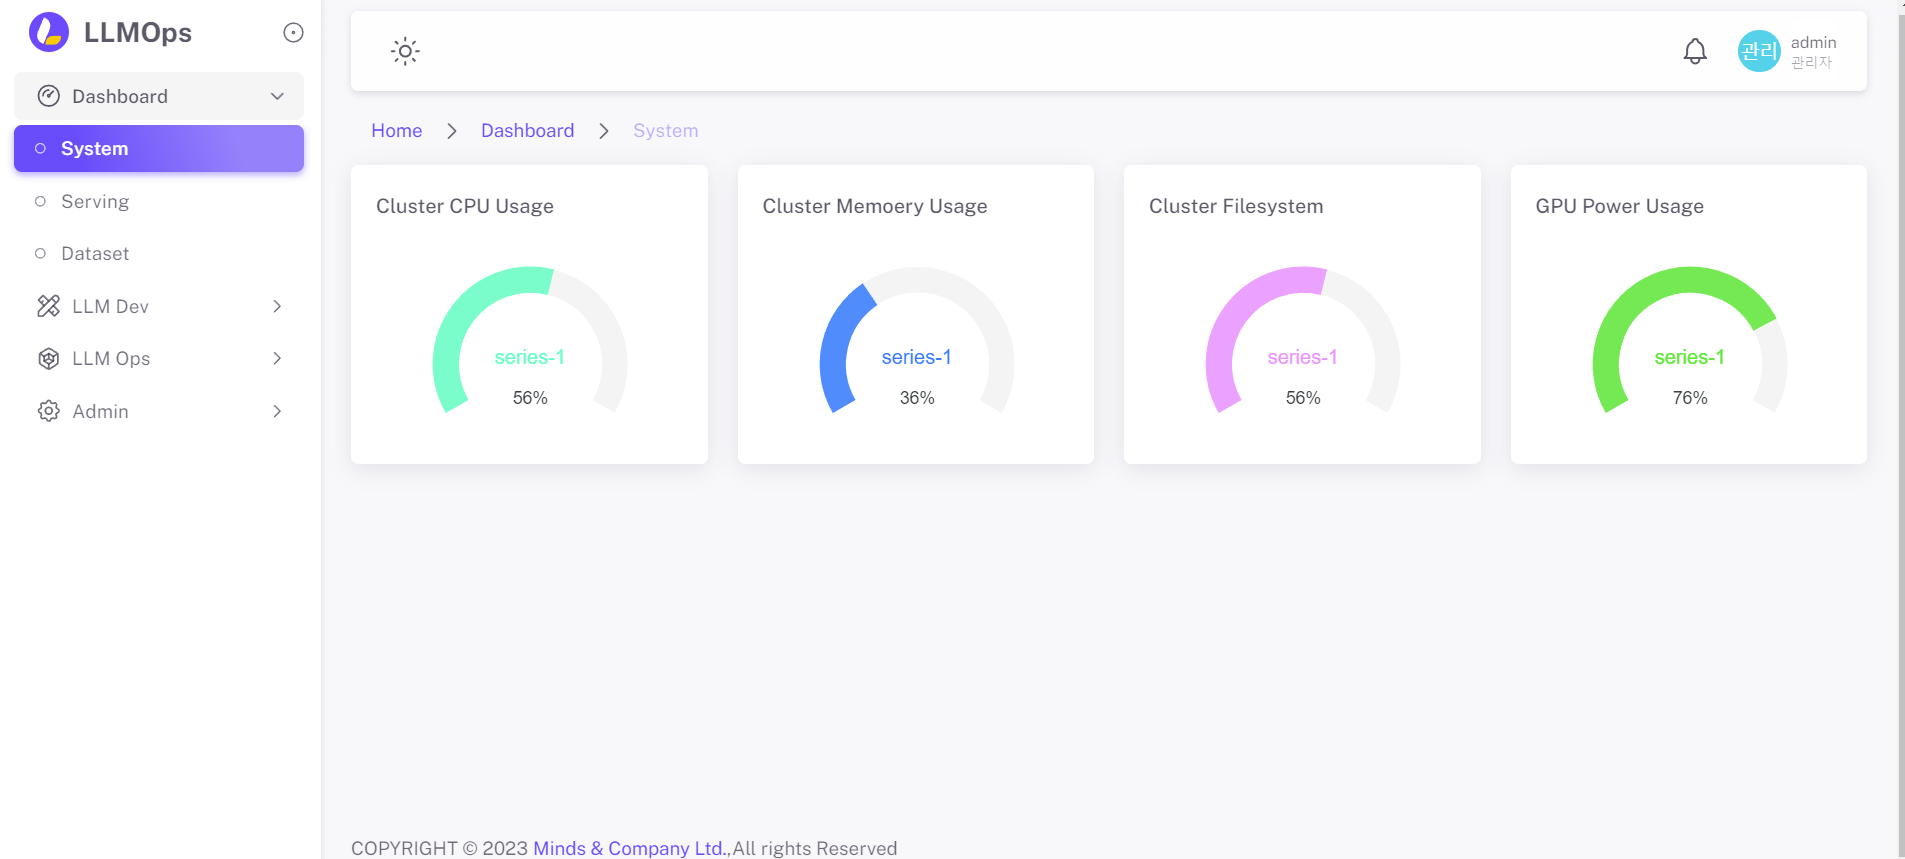 LLMOps
Dashboard
System
Serving
Dataset
LLM Dev
LLM Ops
Admin
관리
admin
관리자
Home
Dashboard
System
Cluster CPU Usage
series-1
56%
Cluster Memoery Usage
series-1
36%
Cluster Filesystem
series-1
56%
GPU Power Usage
series-1
76%
COPYRIGHT © 2023 Minds & Company Ltd.,All rights Reserved